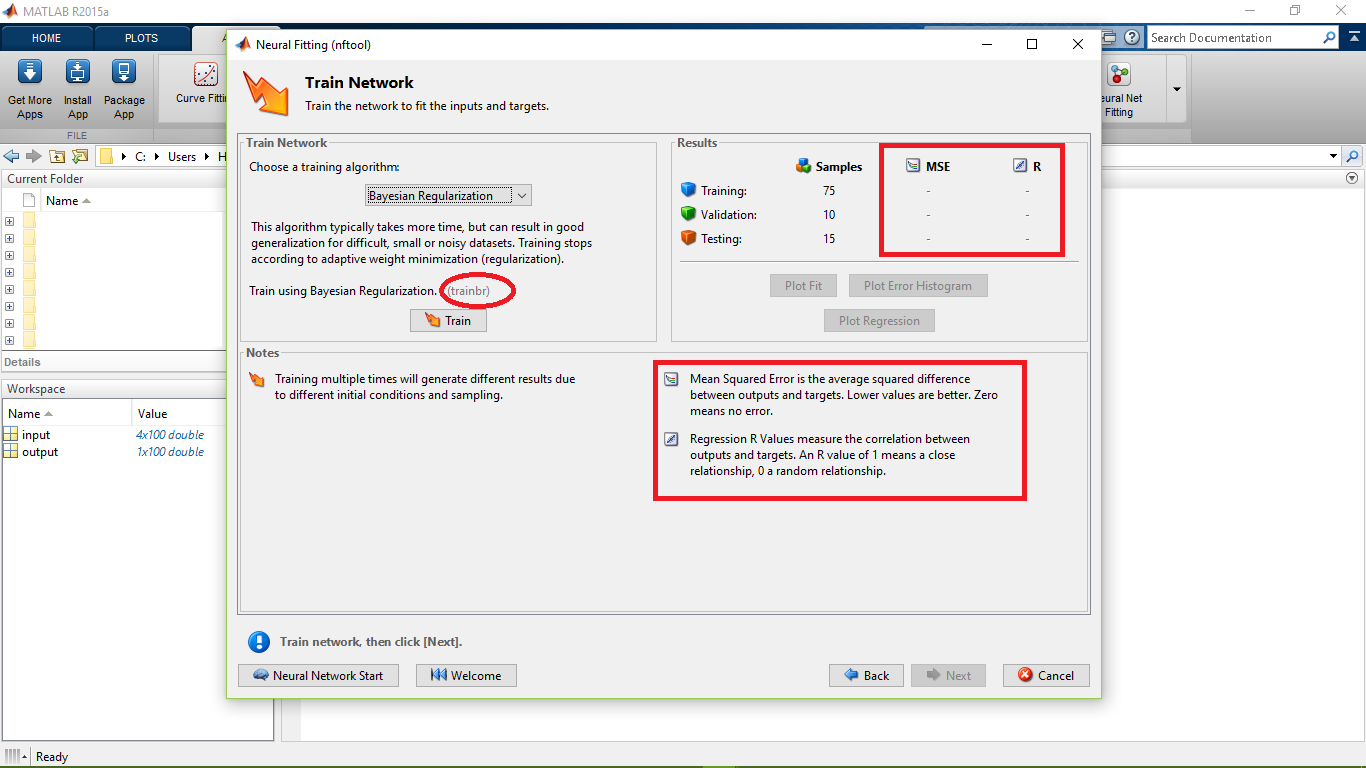 MATLAB R2015a
HOME
PLOTS
Search Documentation
Get More Apps
Install App
Package App
FILE
Curve Fitti
eural Net Fitting
C:
Users
H
Current Folder
Name
Details
Workspace
Name
Value
input
4x100 double
output
1x100 double
Ready
Neural Fitting (nftool)
Train Network
Train the network to fit the inputs and targets.
Train Network
Choose a training algorithm:
Bayesian Regularization
This algorithm typically takes more time, but can result in good
generalization for difficult, small or noisy datasets. Training stops
according to adaptive weight minimization (regularization).
Train using Bayesian Regularization. (trainbr)
Train
Results
Samples MSE R
Training: 75 - -
Validation: 10 - -
Testing: 15 - -
Plot Fit
Plot Error Histogram
Plot Regression
Notes
Training multiple times will generate different results due
to different initial conditions and sampling.
Mean Squared Error is the average squared difference
between outputs and targets. Lower values are better. Zero
means no error.
Regression R Values measure the correlation between
outputs and targets. An R value of 1 means a close
relationship, 0 a random relationship.
Train network, then click [Next].
Neural Network Start
Welcome
Back
Next
Cancel